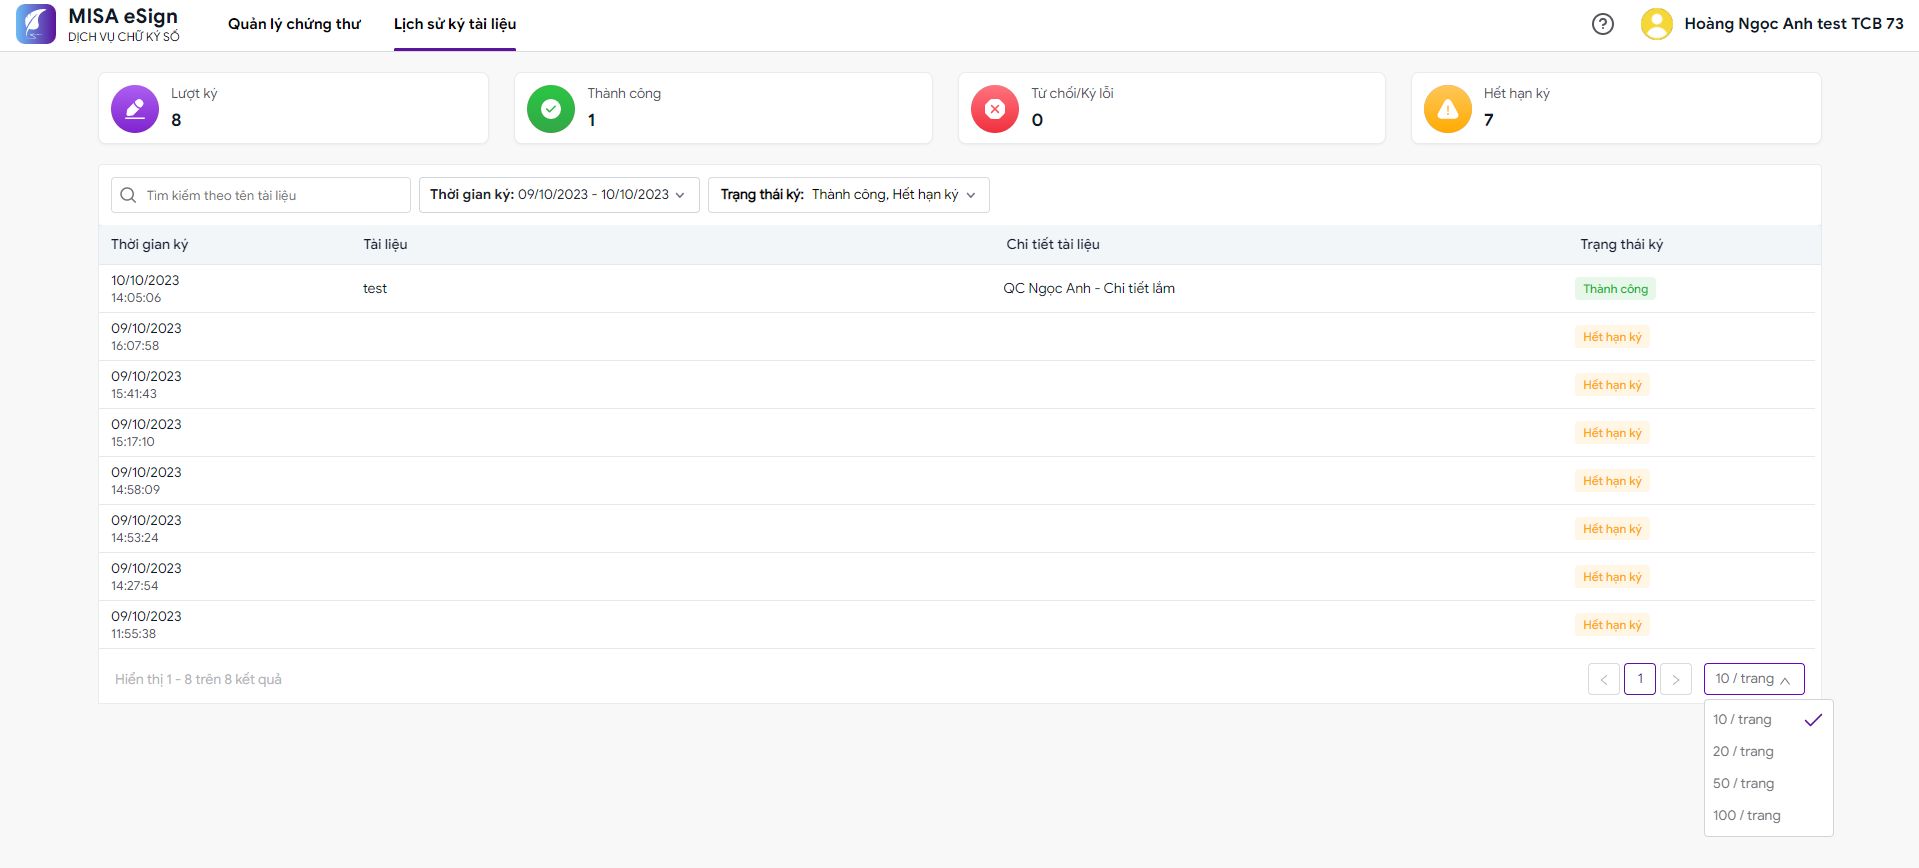 MISA eSign
DỊCH VỤ CHỮ KÝ SỐ
Quản lý chứng thư
Lịch sử ký tài liệu
Hoàng Ngọc Anh test TCB 73
Lượt ký
8
Thành công
1
Từ chối/Ký lỗi
0
Hết hạn ký
7
Tìm kiếm theo tên tài liệu
Thời gian ký: 09/10/2023 - 10/10/2023
Trạng thái ký: Thành công, Hết hạn ký
Thời gian ký Tài liệu Chi tiết tài liệu Trạng thái ký
10/10/2023
14:05:06
test
QC Ngọc Anh - Chi tiết lắm
Thành công
09/10/2023
16:07:58
Hết hạn ký
09/10/2023
15:41:43
Hết hạn ký
09/10/2023
15:17:10
Hết hạn ký
09/10/2023
14:58:09
Hết hạn ký
09/10/2023
14:53:24
Hết hạn ký
09/10/2023
14:27:54
Hết hạn ký
09/10/2023
11:55:38
Hết hạn ký
Hiển thị 1 - 8 trên 8 kết quả
< 1 >
10 / trang
10 / trang
20 / trang
50 / trang
100 / trang